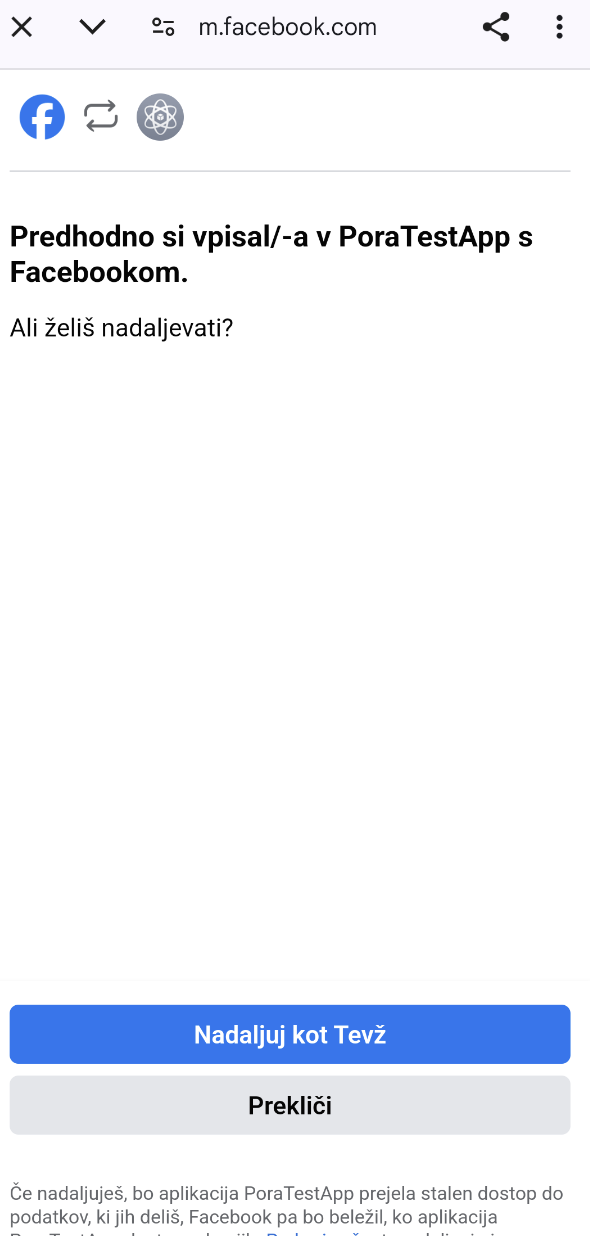 m.facebook.com
Predhodno si vpisal/-a v PoraTestApp s
Facebookom.
Ali želiš nadaljevati?
Nadaljuj kot Tevž
Prekliči
Če nadaljuješ, bo aplikacija PoraTestApp prejela stalen dostop do
podatkov, ki jih deliš, Facebook pa bo beležil, ko aplikacija